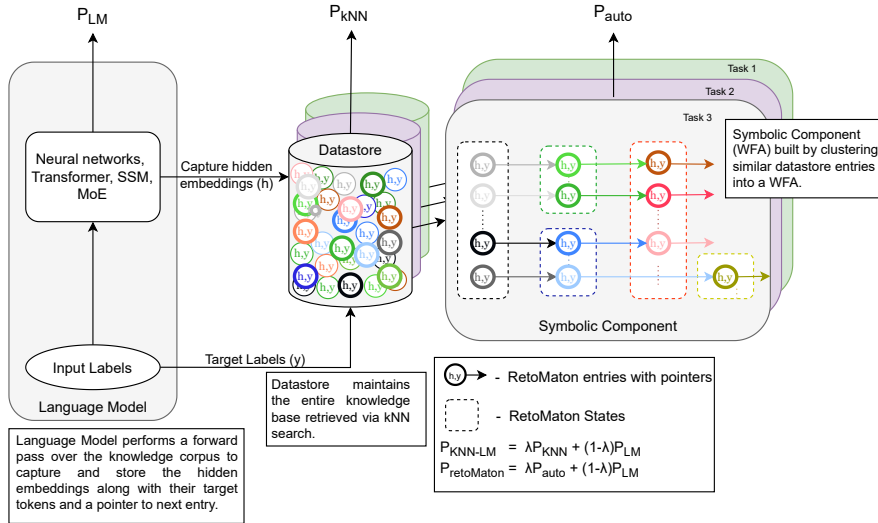 P_LM
P_kNN
P_auto
Task 1
Task 2
Task 3
Neural networks,
Transformer, SSM,
MoE
Capture hidden
embeddings (h)
Datastore
Symbolic Component
(WFA) built by clustering
similar datastore entries
into a WFA.
h,y h,y h,y
h,y h,y h,y
h,y h,y h,y
h,y h,y h,y
Symbolic Component
Input Labels
Target Labels (y)
Language Model
Datastore maintains
the entire knowledge
base retrieved via kNN
search.
h,y - RetoMaton entries with pointers
- RetoMaton States
P_KNN-LM = λP_KNN + (1-λ)P_LM
P_retoMaton = λP_auto + (1-λ)P_LM
Language Model performs a forward
pass over the knowledge corpus to
capture and store the hidden
embeddings along with their target
tokens and a pointer to next entry.